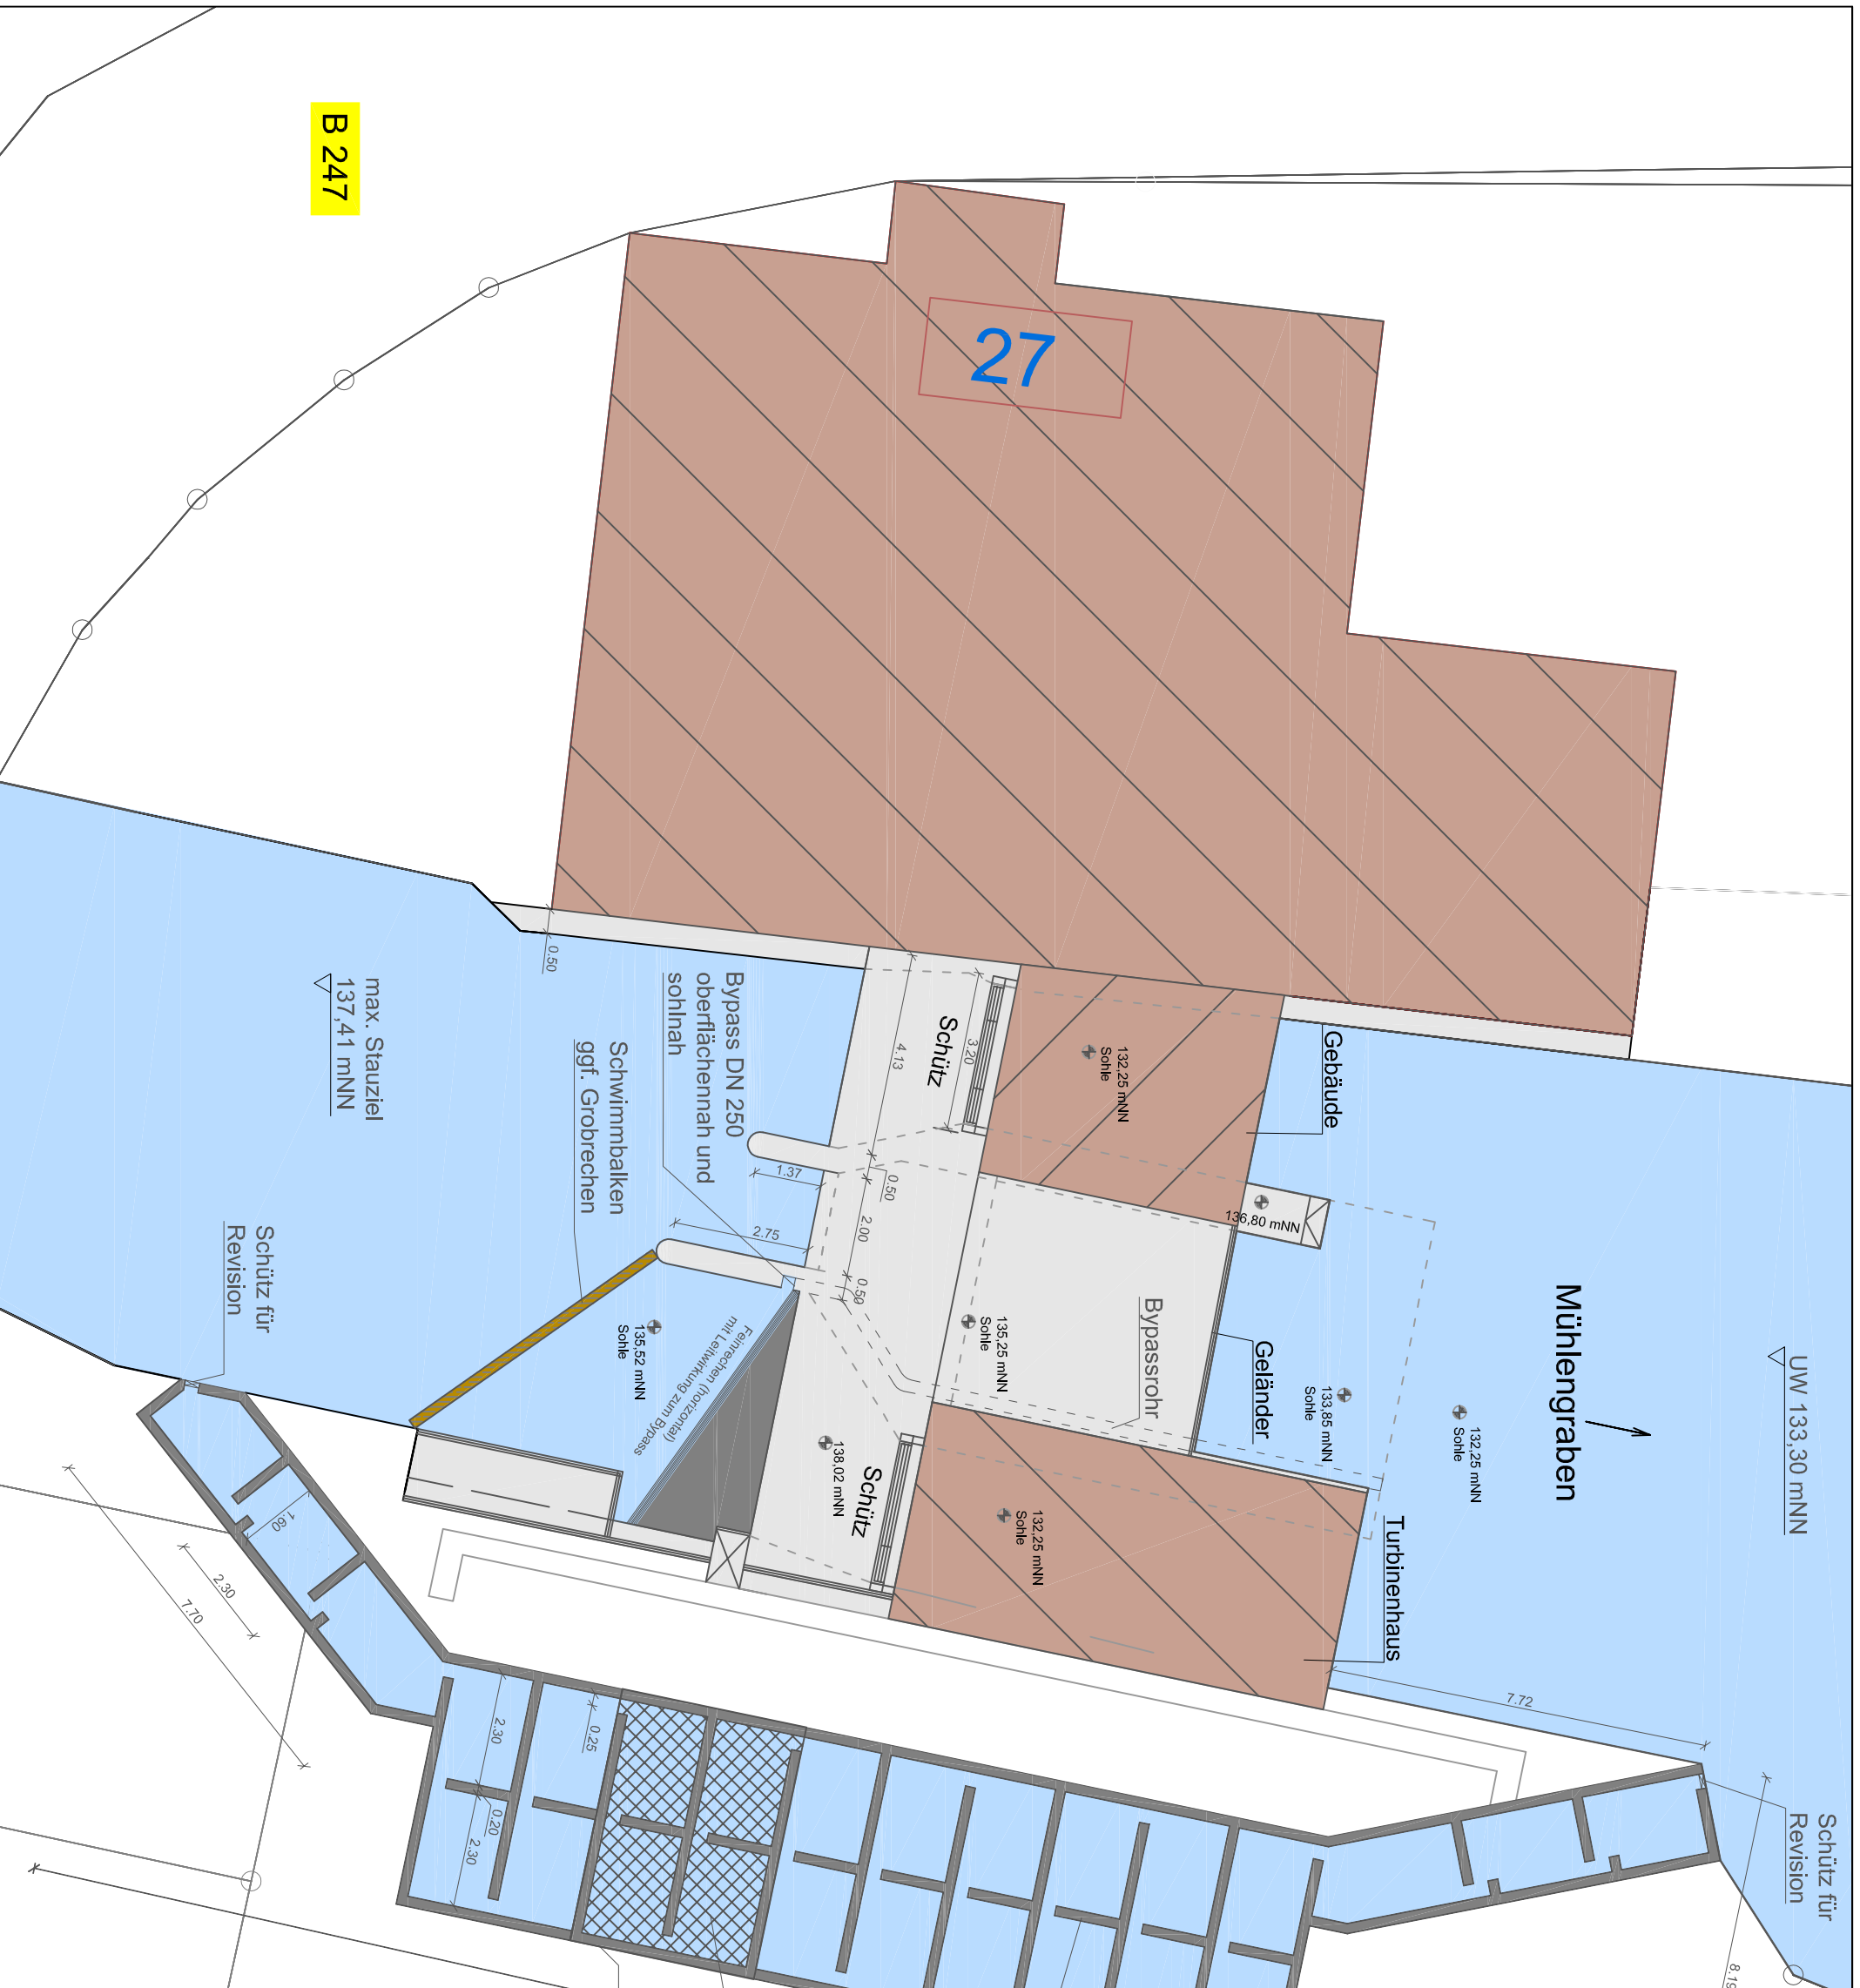 B 247
27
UW 133,30 mNN
Mühlengraben
Schütz für
Revision
8.19
7.72
132,25 mNN
Sohle
133,85 mNN
Sohle
Turbinenhaus
Geländer
Gebäude
136,80 mNN
Bypassrohr
132,25 mNN
Sohle
132,25 mNN
Sohle
135,25 mNN
Sohle
Schütz
3.20
4.13
0.50
2.00
0.50
Schütz
138,02 mNN
1.37
2.75
Bypass DN 250
oberflächennah und
sohlnah
Feinrechen (horizontal)
mit Leitwirkung zum Bypass
135,52 mNN
Sohle
Schwimmbalken
ggf. Grobrechen
0.50
max. Stauziel
137,41 mNN
Schütz für
Revision
1.60
2.30
7.70
2.30
0.25
0.20
2.30